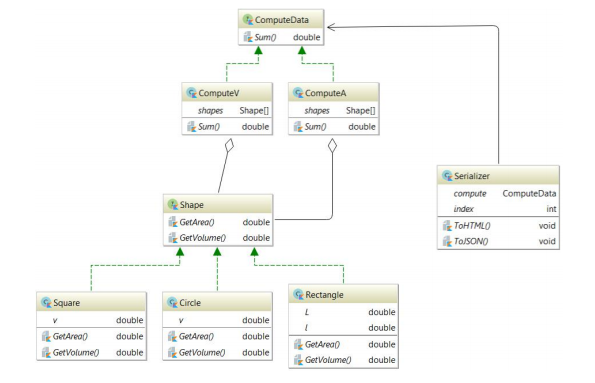 ComputeData
Sum() double
ComputeV
shapes Shape[]
Sum() double
ComputeA
shapes Shape[]
Sum() double
Serializer
compute ComputeData
index int
ToHTML() void
ToJSON() void
Shape
GetArea() double
GetVolume() double
Square
v double
GetArea() double
GetVolume() double
Circle
v double
GetArea() double
GetVolume() double
Rectangle
L double
l double
GetArea() double
GetVolume() double